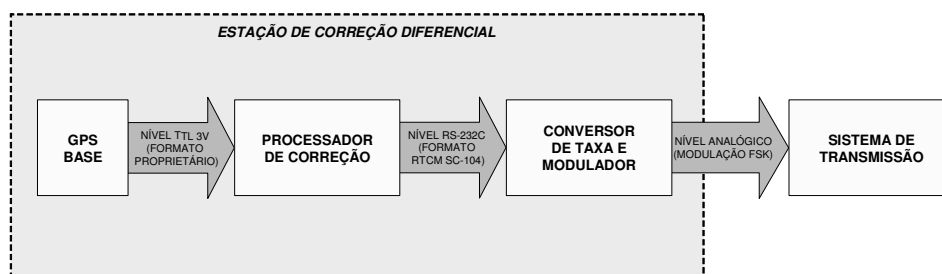 ESTAÇÃO DE CORREÇÃO DIFERENCIAL
GPS
BASE
NÍVEL TTL 3V
(FORMATO
PROPRIETÁRIO)
PROCESSADOR
DE CORREÇÃO
NÍVEL RS-232C
(FORMATO
RTCM SC-104)
CONVERSOR
DE TAXA E
MODULADOR
NÍVEL ANALÓGICO
(MODULAÇÃO FSK)
SISTEMA DE
TRANSMISSÃO